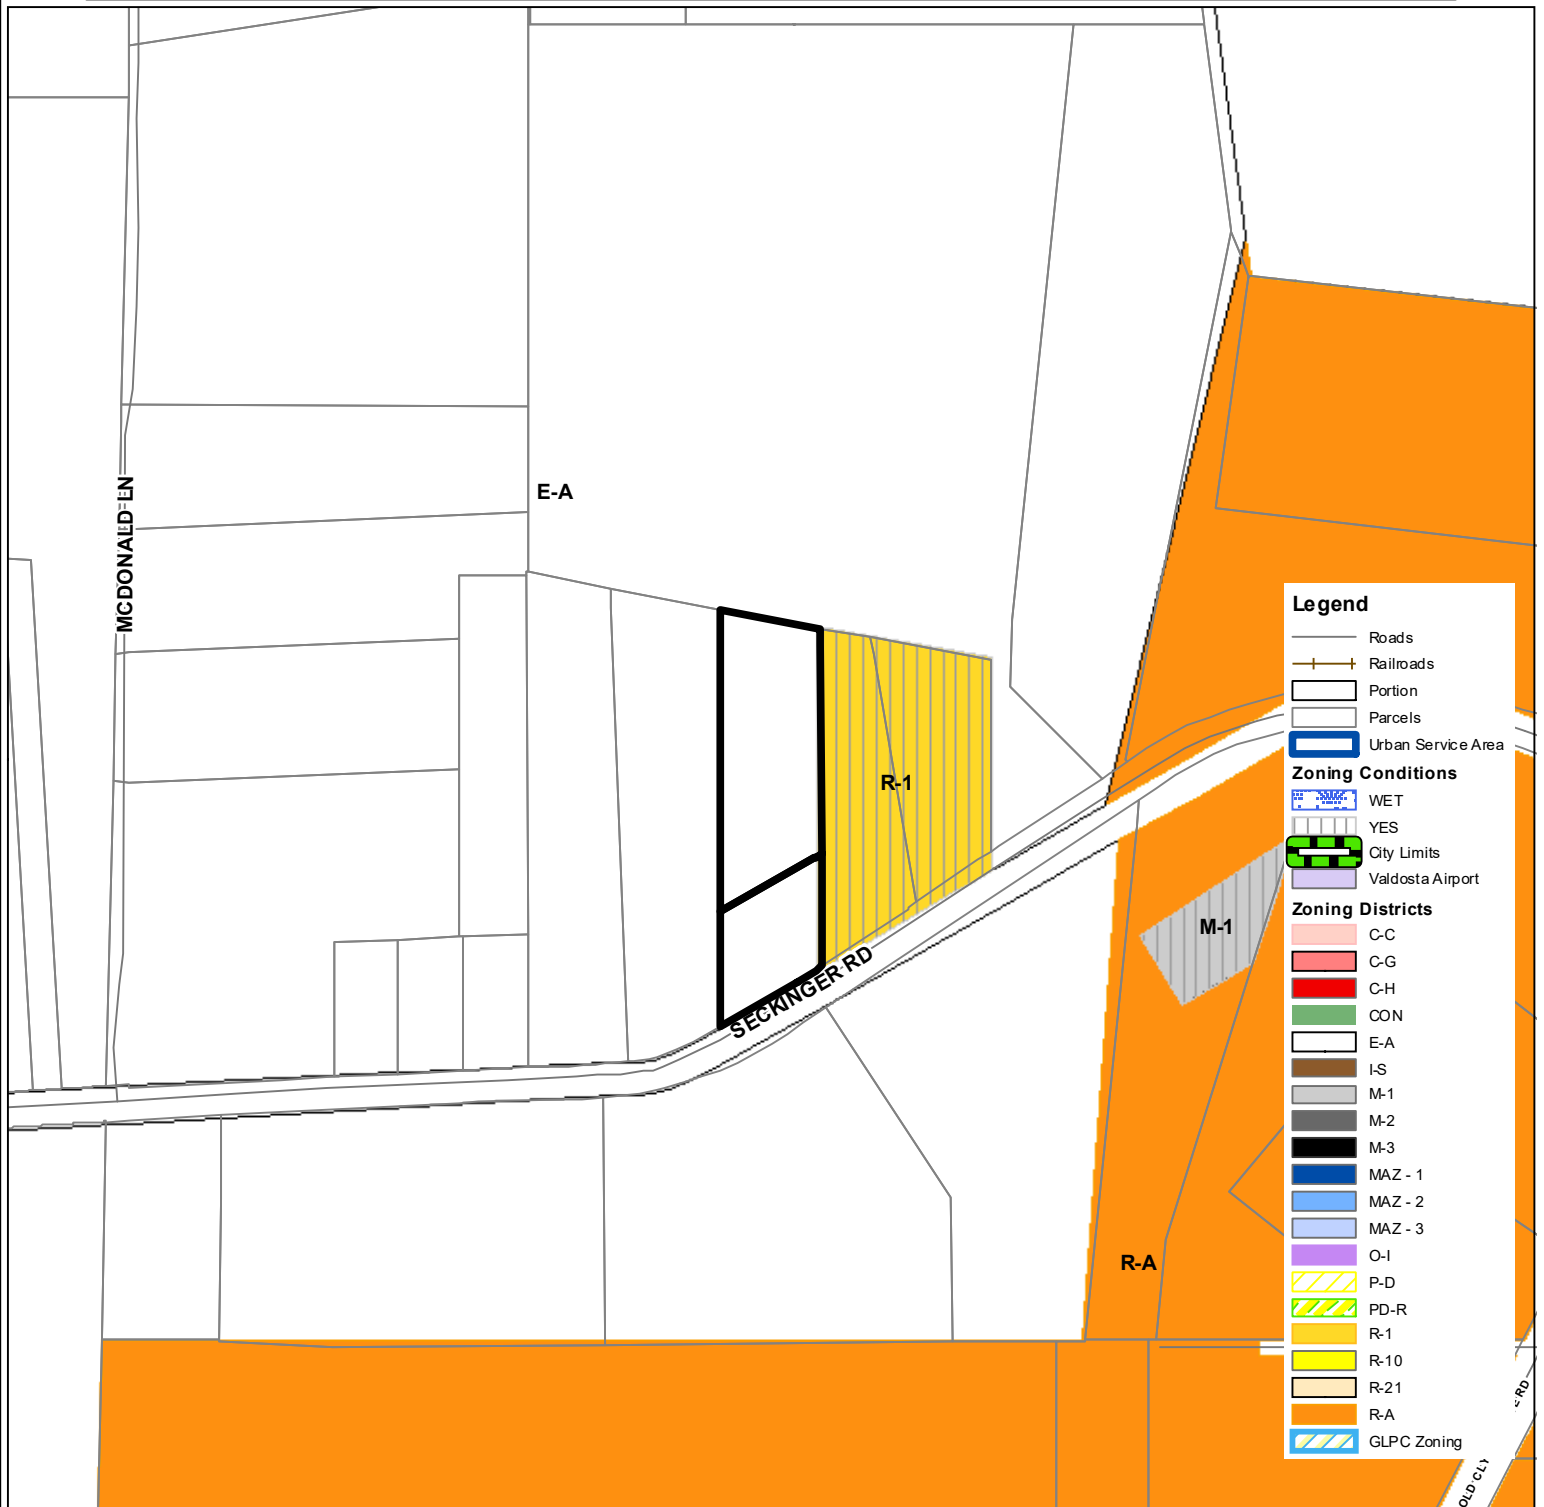 E-A
MCDONALD LN
R-1
SECKINGER RD
M-1
R-A
Legend
Roads
Railroads
Portion
Parcels
Urban Service Area
Zoning Conditions
WET
YES
City Limits
Valdosta Airport
Zoning Districts
C-C
C-G
C-H
CON
E-A
I-S
M-1
M-2
M-3
MAZ - 1
MAZ - 2
MAZ - 3
O-I
P-D
PD-R
R-1
R-10
R-21
R-A
GLPC Zoning
RD
OLD